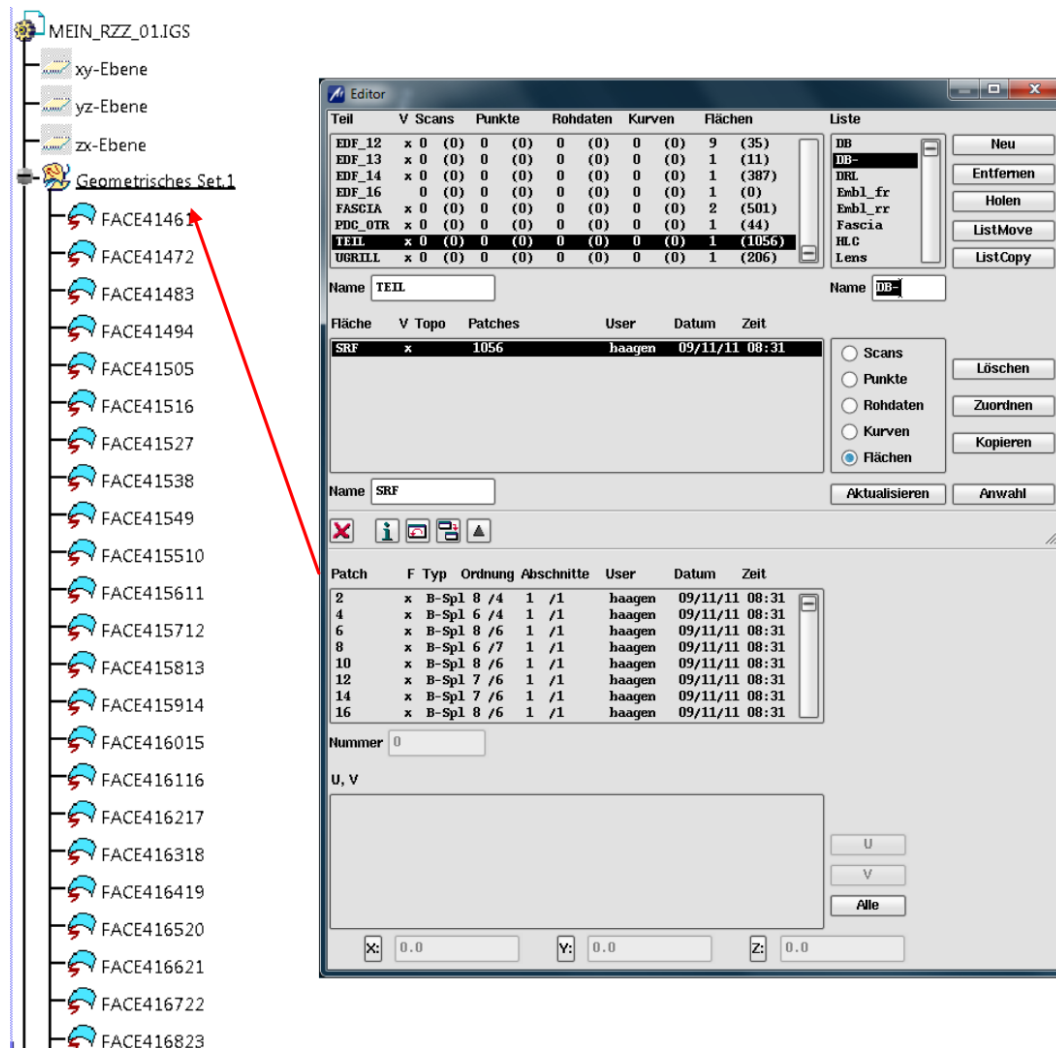 MEIN_RZZ_01.IGS
xy-Ebene
yz-Ebene
zx-Ebene
Geometrisches Set.1
FACE41461
FACE41472
FACE41483
FACE41494
FACE41505
FACE41516
FACE41527
FACE41538
FACE41549
FACE415510
FACE415611
FACE415712
FACE415813
FACE415914
FACE416015
FACE416116
FACE416217
FACE416318
FACE416419
FACE416520
FACE416621
FACE416722
FACE416823
Editor
Teil V Scans Punkte Rohdaten Kurven Flächen
EDF_12 x 0 (0) 0 (0) 0 (0) 0 (0) 9 (35)
EDF_13 x 0 (0) 0 (0) 0 (0) 0 (0) 1 (11)
EDF_14 x 0 (0) 0 (0) 0 (0) 0 (0) 1 (387)
EDF_16 0 (0) 0 (0) 0 (0) 0 (0) 1 (0)
FASCIA x 0 (0) 0 (0) 0 (0) 0 (0) 2 (501)
PDC_OTR x 0 (0) 0 (0) 0 (0) 0 (0) 1 (44)
TEIL x 0 (0) 0 (0) 0 (0) 0 (0) 1 (1056)
UGRILL x 0 (0) 0 (0) 0 (0) 0 (0) 1 (206)
Name TEIL
Liste
DB
DB-
DRL
Embl_fr
Embl_rr
Fascia
HLC
Lens
Name DB-
Neu
Entfernen
Holen
ListMove
ListCopy
Fläche V Topo Patches User Datum Zeit
SRF x 1056 haagen 09/11/11 08:31
Name SRF
Scans
Punkte
Rohdaten
Kurven
Flächen
Löschen
Zuordnen
Kopieren
Aktualisieren Anwahl
Patch F Typ Ordnung Abschnitte User Datum Zeit
2 x B-Spl 8 /4 1 /1 haagen 09/11/11 08:31
4 x B-Spl 6 /4 1 /1 haagen 09/11/11 08:31
6 x B-Spl 8 /6 1 /1 haagen 09/11/11 08:31
8 x B-Spl 6 /7 1 /1 haagen 09/11/11 08:31
10 x B-Spl 8 /6 1 /1 haagen 09/11/11 08:31
12 x B-Spl 7 /6 1 /1 haagen 09/11/11 08:31
14 x B-Spl 7 /6 1 /1 haagen 09/11/11 08:31
16 x B-Spl 8 /6 1 /1 haagen 09/11/11 08:31
Nummer 0
U, V
U
V
Alle
X: 0.0 Y: 0.0 Z: 0.0